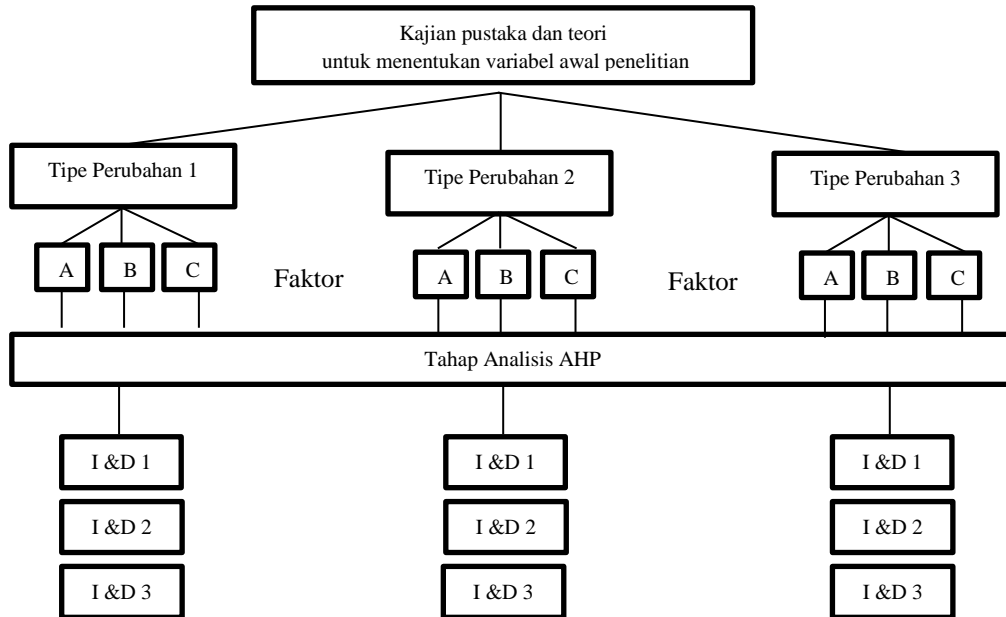 Kajian pustaka dan teori
untuk menentukan variabel awal penelitian
Tipe Perubahan 1
Tipe Perubahan 2
Tipe Perubahan 3
A B C
Faktor
A B C
Faktor
A B C
Tahap Analisis AHP
I &D 1
I &D 1
I &D 1
I &D 2
I &D 2
I &D 2
I &D 3
I &D 3
I &D 3